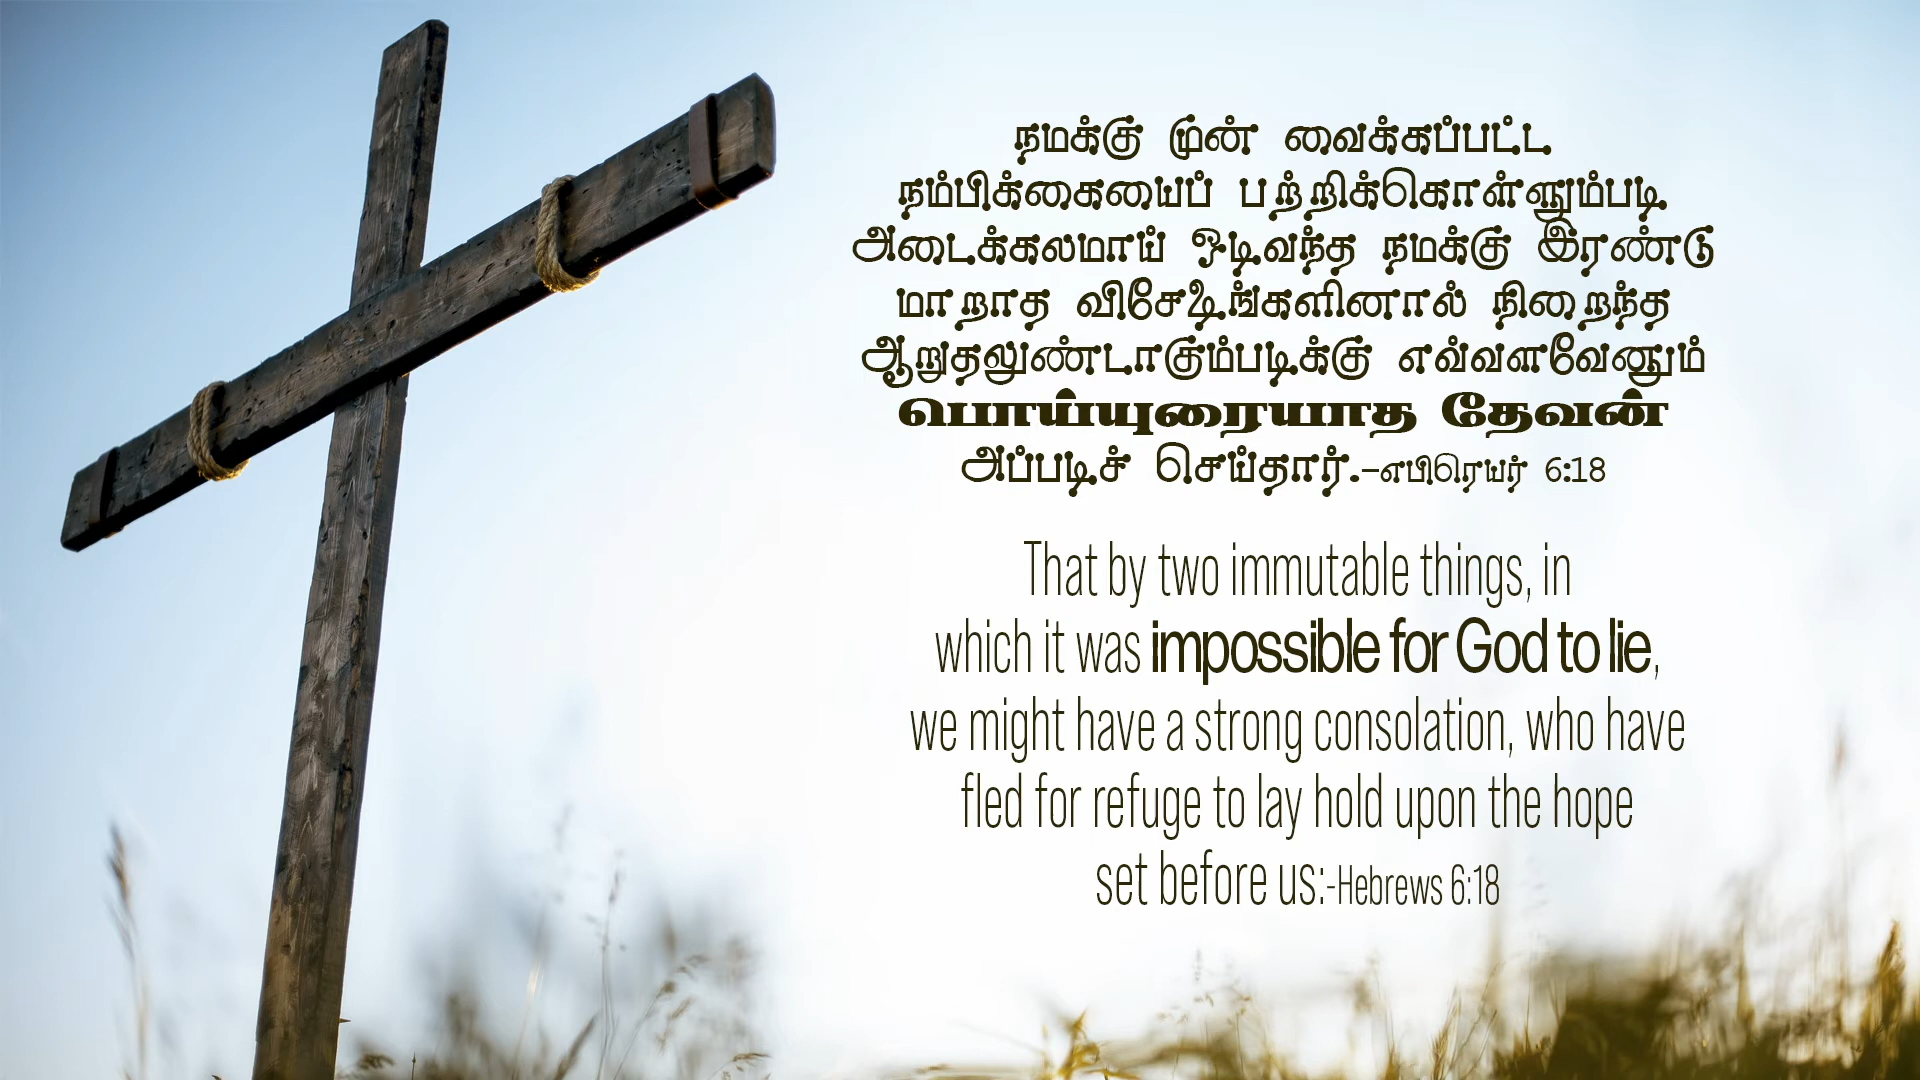 நமக்கு முன் வைக்கப்பட்ட
நம்பிக்கையைப் பற்றிக்கொள்ளும்படி
அடைக்கலமாய் ஓடிவந்த நமக்கு இரண்டு
மாறாத விசேஷங்களினால் நிறைந்த
ஆறுதலுண்டாகும்படிக்கு எவ்வளவேனும்
பொய்யுரையாத தேவன்
அப்படிச் செய்தார்.-எபிரெயர் 6:18
That by two immutable things, in
which it was impossible for God to lie,
we might have a strong consolation, who have
fled for refuge to lay hold upon the hope
set before us:-Hebrews 6:18